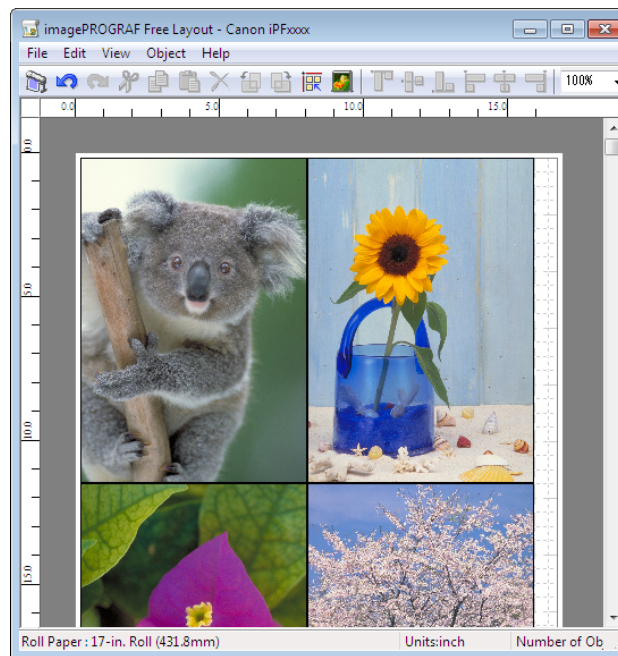 imagePROGRAF Free Layout - Canon iPFxxxx
File Edit View Object Help
100%
0.0 5.0 10.0 15.0
0.0
5.0
10.0
15.0
Roll Paper : 17-in. Roll (431.8mm) Units:inch Number of Ob